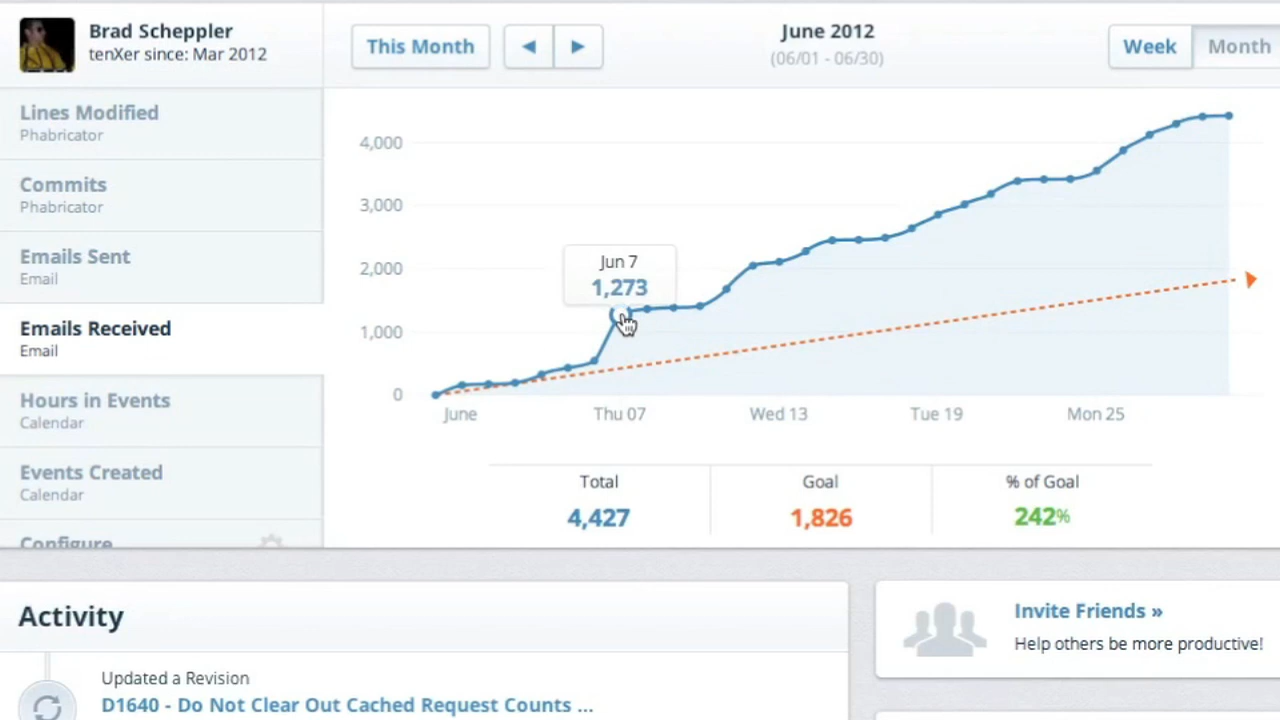 Brad Scheppler
tenXer since: Mar 2012
This Month
June 2012
(06/01 - 06/30)
Week
Month
Lines Modified
Phabricator
Commits
Phabricator
Emails Sent
Email
Emails Received
Email
Hours in Events
Calendar
Events Created
Calendar
Configure
4,000
3,000
2,000
1,000
0
Jun 7
1,273
June
Thu 07
Wed 13
Tue 19
Mon 25
Total
4,427
Goal
1,826
% of Goal
242%
Activity
Updated a Revision
D1640 - Do Not Clear Out Cached Request Counts ...
Invite Friends »
Help others be more productive!